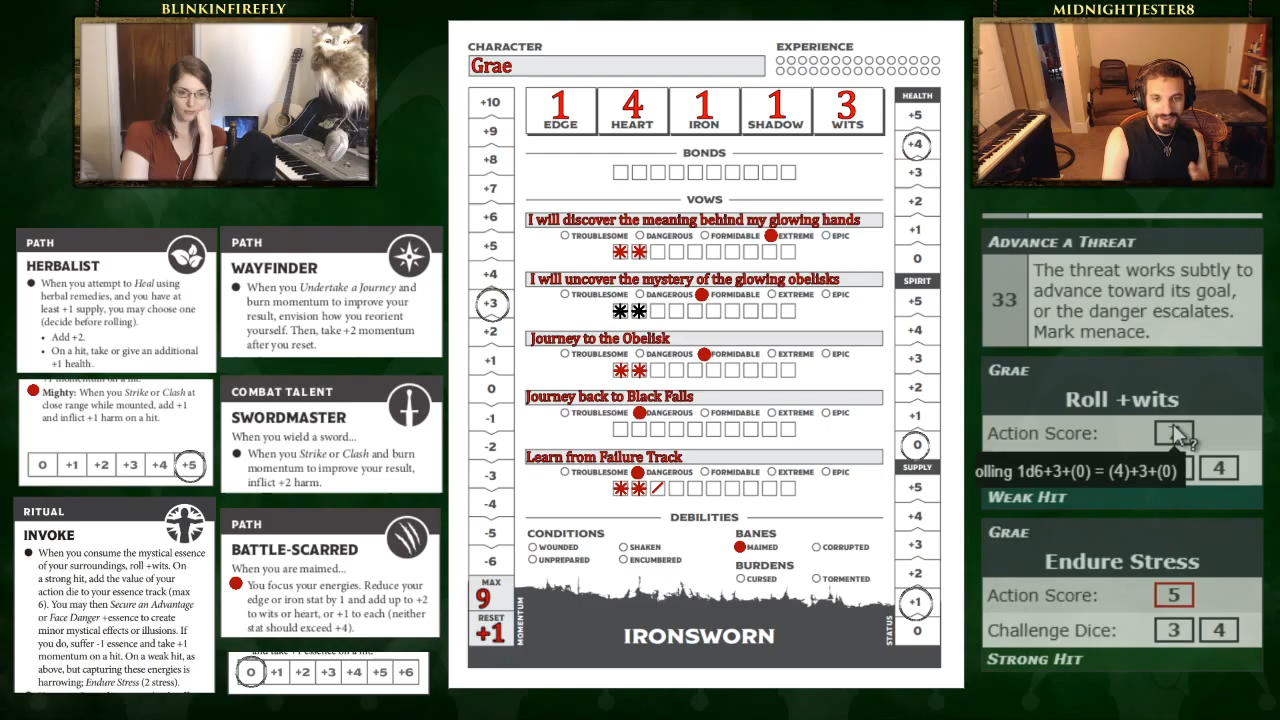 BLINKINFIREFLY
MIDNIGHTJESTER8
CHARACTER
Grae
EXPERIENCE
1 4 1 1 3
EDGE HEART IRON SHADOW WITS
BONDS
VOWS
I will discover the meaning behind my glowing hands
TROUBLESOME DANGEROUS FORMIDABLE EXTREME EPIC
I will uncover the mystery of the glowing obelisks
TROUBLESOME DANGEROUS FORMIDABLE EXTREME EPIC
Journey to the Obelisk
TROUBLESOME DANGEROUS FORMIDABLE EXTREME EPIC
Journey back to Black Falls
TROUBLESOME DANGEROUS FORMIDABLE EXTREME EPIC
Learn from Failure Track
TROUBLESOME DANGEROUS FORMIDABLE EXTREME EPIC
DEBILITIES
CONDITIONS
WOUNDED SHAKEN
UNPREPARED ENCUMBERED
BANES
MAIMED CORRUPTED
BURDENS
CURSED TORMENTED
IRONSWORN
+10
+9
+8
+7
+6
+5
+4
+3
+2
+1
0
-1
-2
-3
-4
-5
-6
MAX
9
RESET
+1
MOMENTUM
HEALTH
+5
+4
+3
+2
+1
0
SPIRIT
+5
+4
+3
+2
+1
0
SUPPLY
+5
+4
+3
+2
+1
0
STATUS
PATH
HERBALIST
When you attempt to Heal using
herbal remedies, and you have at
least +1 supply, you may choose one
(decide before rolling).
• Add +2.
• On a hit, take or give an additional
+1 health.
PATH
WAYFINDER
When you Undertake a Journey and
burn momentum to improve your
result, envision how you reorient
yourself. Then, take +2 momentum
after you reset.
+1 momentum on a hit.
Mighty: When you Strike or Clash at
close range while mounted, add +1
and inflict +1 harm on a hit.
0 +1 +2 +3 +4 +5
COMBAT TALENT
SWORDMASTER
When you wield a sword...
When you Strike or Clash and burn
momentum to improve your result,
inflict +2 harm.
RITUAL
INVOKE
When you consume the mystical essence
of your surroundings, roll +wits. On
a strong hit, add the value of your
action die to your essence track (max
6). You may then Secure an Advantage
or Face Danger +essence to create
minor mystical effects or illusions. If
you do, suffer -1 essence and take +1
momentum on a hit. On a weak hit, as
above, but capturing these energies is
harrowing; Endure Stress (2 stress).
PATH
BATTLE-SCARRED
When you are maimed...
You focus your energies. Reduce your
edge or iron stat by 1 and add up to +2
to wits or heart, or +1 to each (neither
stat should exceed +4).
and take +1 essence on a hit.
0 +1 +2 +3 +4 +5 +6
ADVANCE A THREAT
33
The threat works subtly to
advance toward its goal,
or the danger escalates.
Mark menace.
GRAE
Roll +wits
Action Score:
olling 1d6+3+(0) = (4)+3+(0)
4
WEAK HIT
GRAE
Endure Stress
Action Score: 5
Challenge Dice: 3 4
STRONG HIT